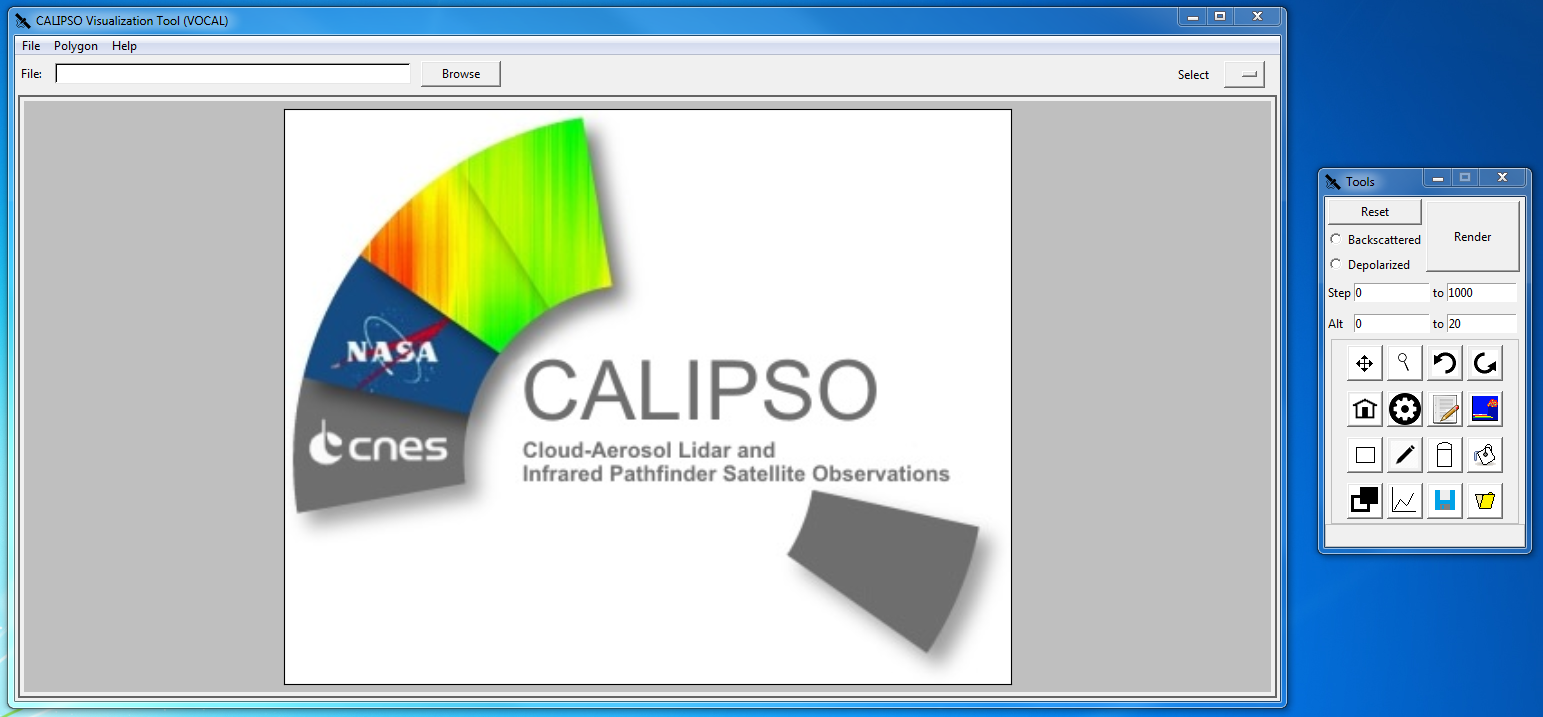 CALIPSO Visualization Tool (VOCAL)
File Polygon Help
File: Browse Select
NASA
cnes
CALIPSO
Cloud-Aerosol Lidar and
Infrared Pathfinder Satellite Observations
Tools
Reset
Render
Backscattered
Depolarized
Step 0 to 1000
Alt 0 to 20